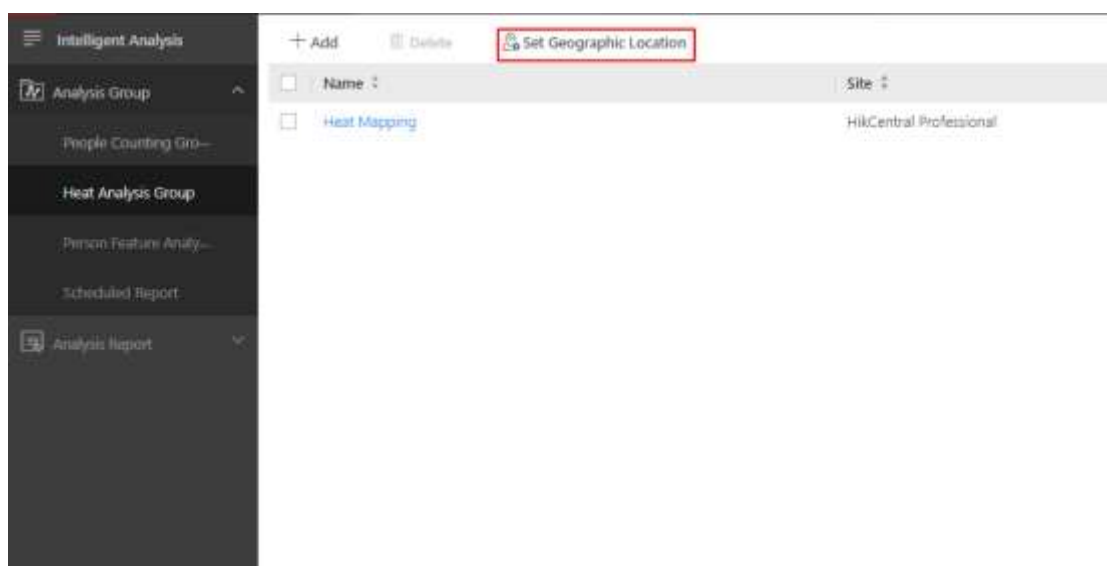 Intelligent Analysis
+ Add Delete Set Geographic Location
Analysis Group
Name Site
Heat Mapping HikCentral Professional
People Counting Gro...
Heat Analysis Group
Person Feature Analy...
Scheduled Report
Analysis Report